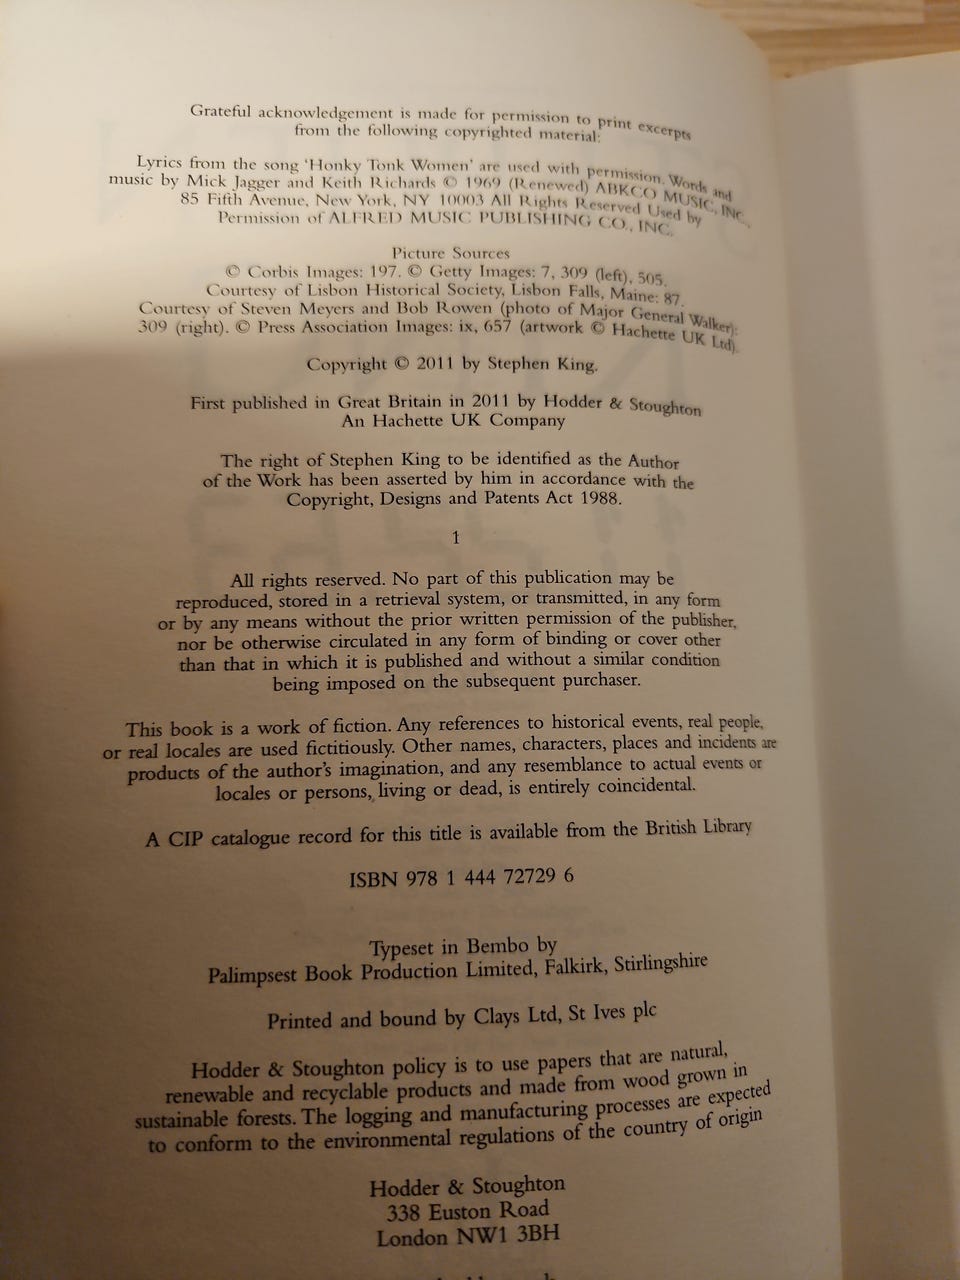 Grateful acknowledgement is made for permission to print excerpts
from the following copyrighted material:
Lyrics from the song 'Honky Tonk Women' are used with permission. Words and
music by Mick Jagger and Keith Richards © 1969 (Renewed) ABKCO MUSIC, INC.,
85 Fifth Avenue, New York, NY 10003 All Rights Reserved Used by
Permission of ALFRED MUSIC PUBLISHING CO., INC.
Picture Sources
© Corbis Images: 197. © Getty Images: 7, 309 (left), 505.
Courtesy of Lisbon Historical Society, Lisbon Falls, Maine: 87.
Courtesy of Steven Meyers and Bob Rowen (photo of Major General Walker):
309 (right). © Press Association Images: ix, 657 (artwork © Hachette UK Ltd).
Copyright © 2011 by Stephen King.
First published in Great Britain in 2011 by Hodder & Stoughton
An Hachette UK Company
The right of Stephen King to be identified as the Author
of the Work has been asserted by him in accordance with the
Copyright, Designs and Patents Act 1988.
1
All rights reserved. No part of this publication may be
reproduced, stored in a retrieval system, or transmitted, in any form
or by any means without the prior written permission of the publisher,
nor be otherwise circulated in any form of binding or cover other
than that in which it is published and without a similar condition
being imposed on the subsequent purchaser.
This book is a work of fiction. Any references to historical events, real people,
or real locales are used fictitiously. Other names, characters, places and incidents are
products of the author's imagination, and any resemblance to actual events or
locales or persons, living or dead, is entirely coincidental.
A CIP catalogue record for this title is available from the British Library
ISBN 978 1 444 72729 6
Typeset in Bembo by
Palimpsest Book Production Limited, Falkirk, Stirlingshire
Printed and bound by Clays Ltd, St Ives plc
Hodder & Stoughton policy is to use papers that are natural,
renewable and recyclable products and made from wood grown in
sustainable forests. The logging and manufacturing processes are expected
to conform to the environmental regulations of the country of origin
Hodder & Stoughton
338 Euston Road
London NW1 3BH